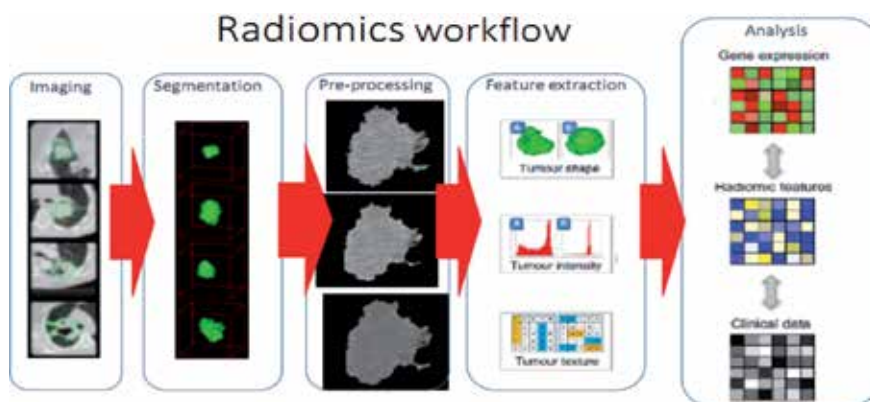 Radiomics workflow
Imaging
Segmentation
Pre-processing
Feature extraction
Tumour shape
Tumour intensity
Tumour texture
Analysis
Gene expression
Radiomic features
Clinical data